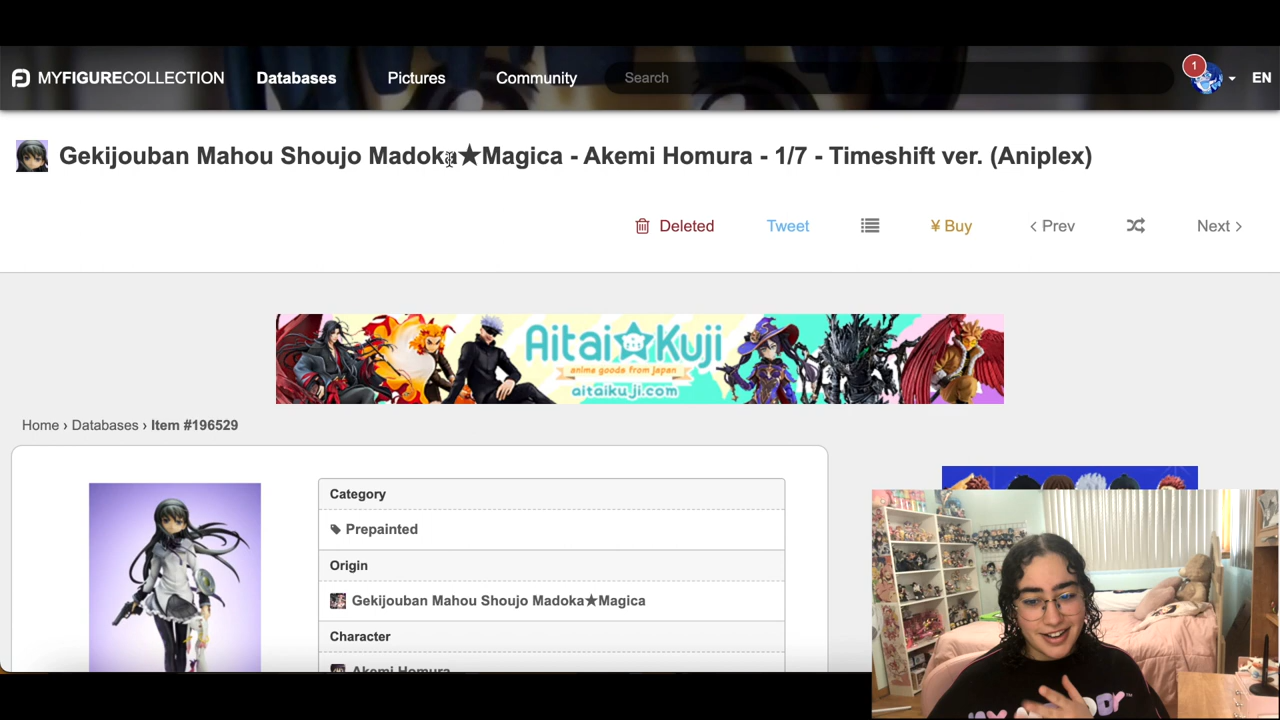 MYFIGURECOLLECTION Databases Pictures Community Search 1 EN
Gekijouban Mahou Shoujo Madoka★Magica - Akemi Homura - 1/7 - Timeshift ver. (Aniplex)
Deleted Tweet ¥ Buy < Prev Next >
Aitai★Kuji
anime goods from japan
aitaikuji.com
Home › Databases › Item #196529
Category
Prepainted
Origin
Gekijouban Mahou Shoujo Madoka★Magica
Character
Akemi Homura